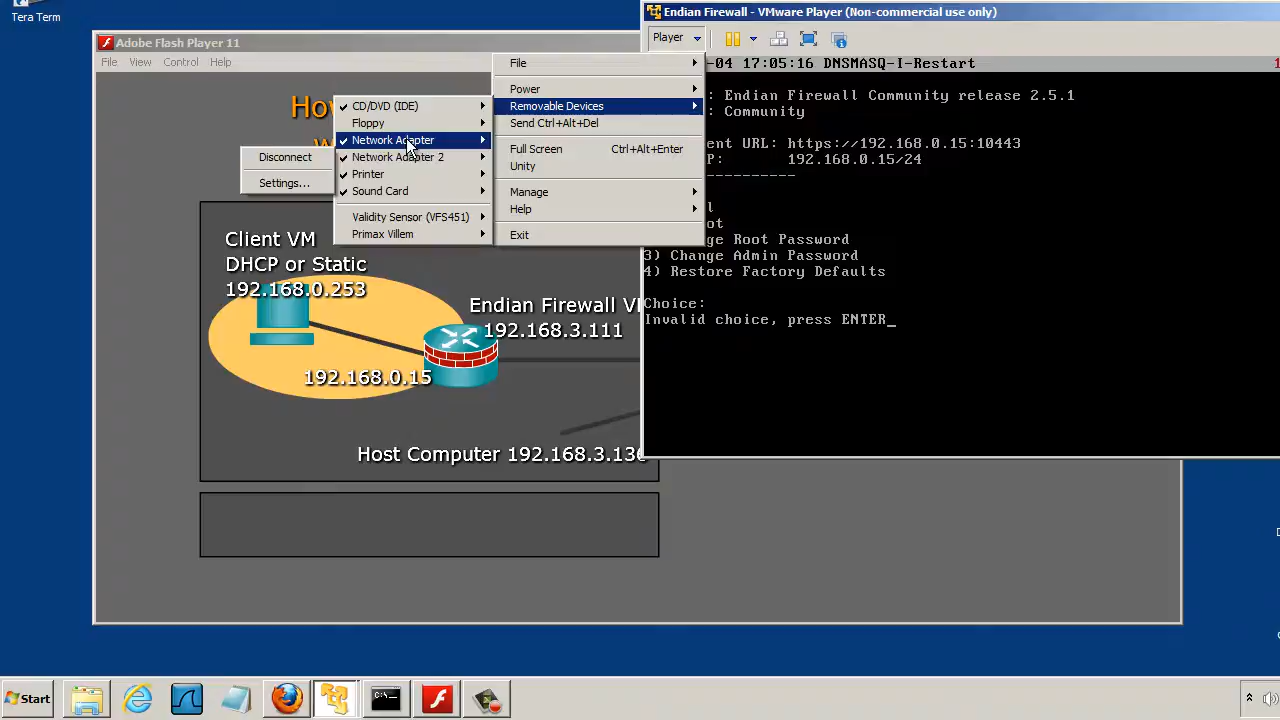 Tera Term
Endian Firewall - VMware Player (Non-commercial use only)
Player
Adobe Flash Player 11
File View Control Help
File
Power
Removable Devices
Send Ctrl+Alt+Del
Full Screen Ctrl+Alt+Enter
Unity
Manage
Help
Exit
CD/DVD (IDE)
Floppy
Network Adapter
Network Adapter 2
Printer
Sound Card
Validity Sensor (VFS451)
Primax Villem
Disconnect
Settings...
-04 17:05:16 DNSMASQ-I-Restart
: Endian Firewall Community release 2.5.1
: Community
ent URL: https://192.168.0.15:10443
P: 192.168.0.15/24
----------
l
ot
ge Root Password
3) Change Admin Password
4) Restore Factory Defaults
Choice:
Invalid choice, press ENTER_
Ho
w
Client VM
DHCP or Static
192.168.0.253
Endian Firewall V
192.168.3.111
192.168.0.15
Host Computer 192.168.3.136
Start